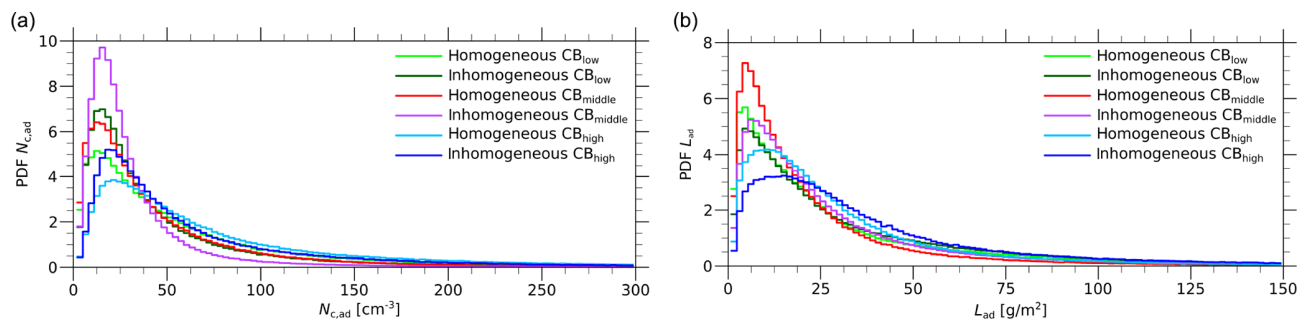 (a)
PDF N_c,ad
10
8
6
4
2
0
0 50 100 150 200 250 300
N_c,ad [cm⁻³]
Homogeneous CB_low
Inhomogeneous CB_low
Homogeneous CB_middle
Inhomogeneous CB_middle
Homogeneous CB_high
Inhomogeneous CB_high
(b)
PDF L_ad
8
6
4
2
0
0 25 50 75 100 125 150
L_ad [g/m²]
Homogeneous CB_low
Inhomogeneous CB_low
Homogeneous CB_middle
Inhomogeneous CB_middle
Homogeneous CB_high
Inhomogeneous CB_high